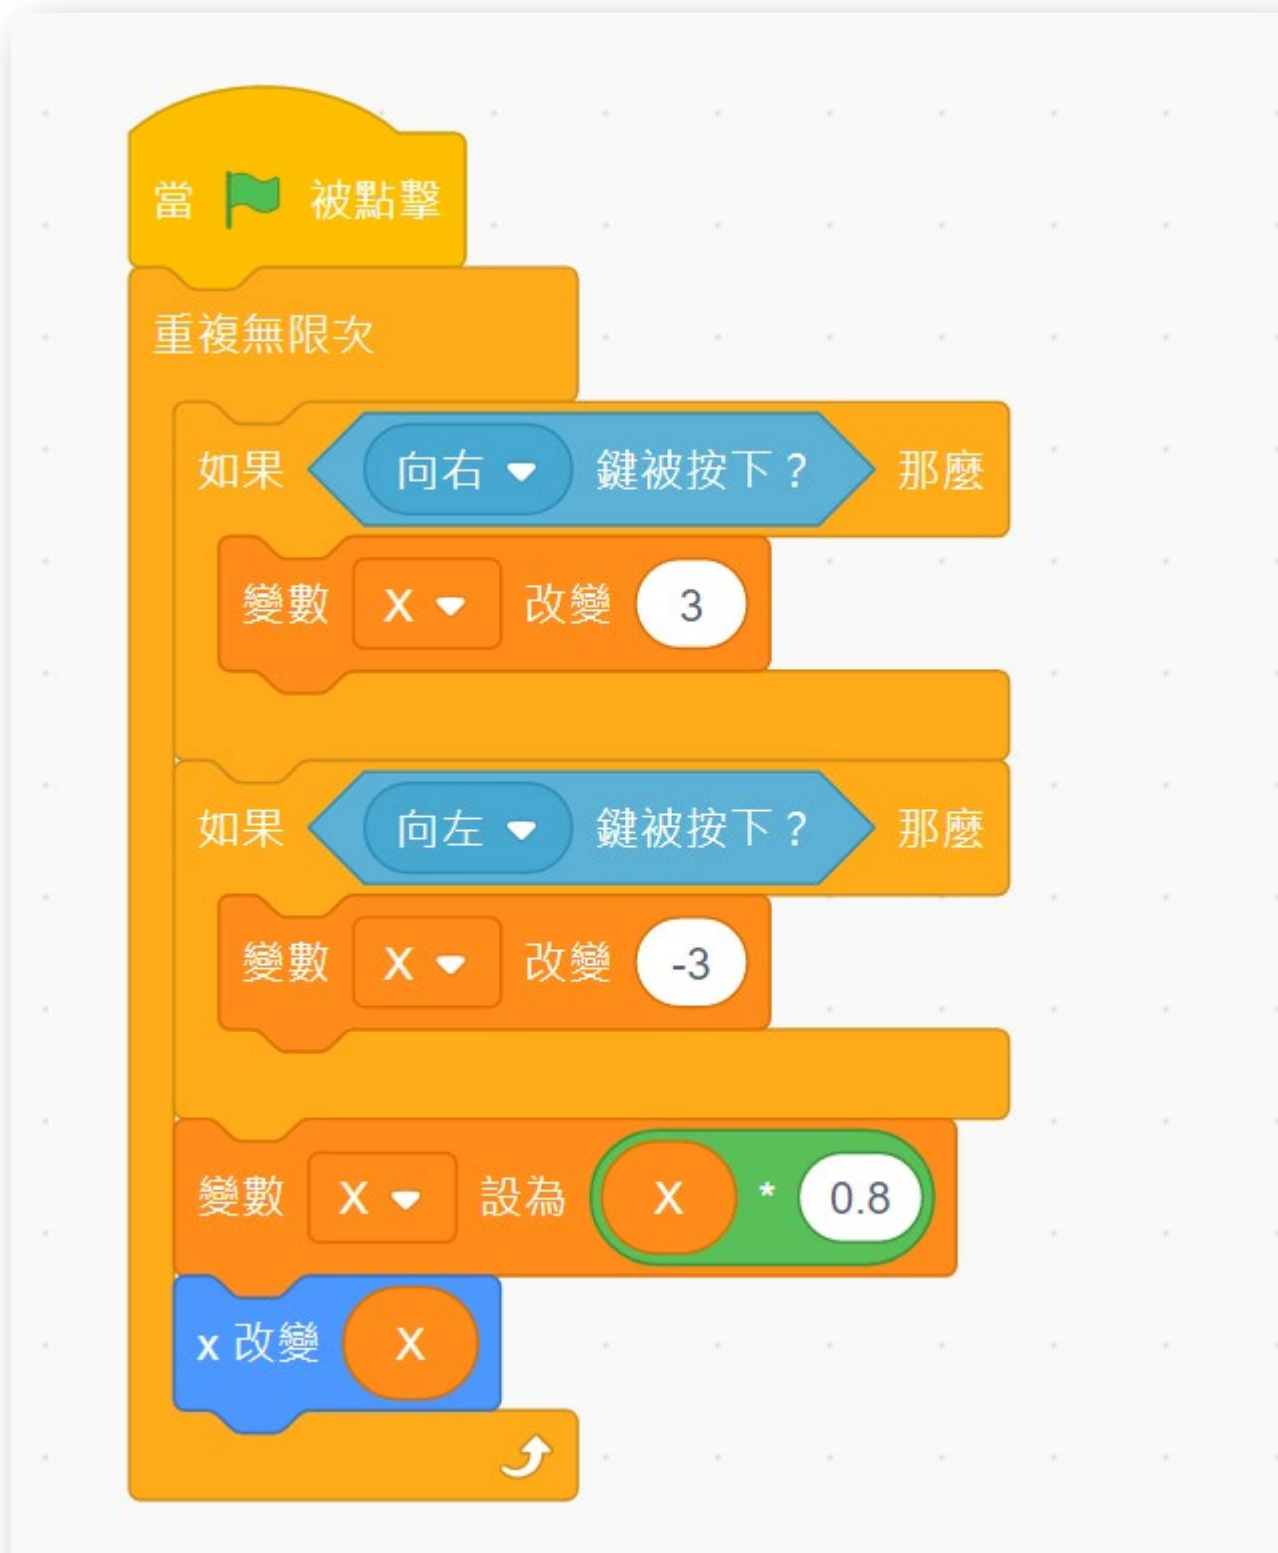 當 被點擊
重複無限次
如果 向右 鍵被按下？ 那麼
變數 X 改變 3
如果 向左 鍵被按下？ 那麼
變數 X 改變 -3
變數 X 設為 X * 0.8
x 改變 X